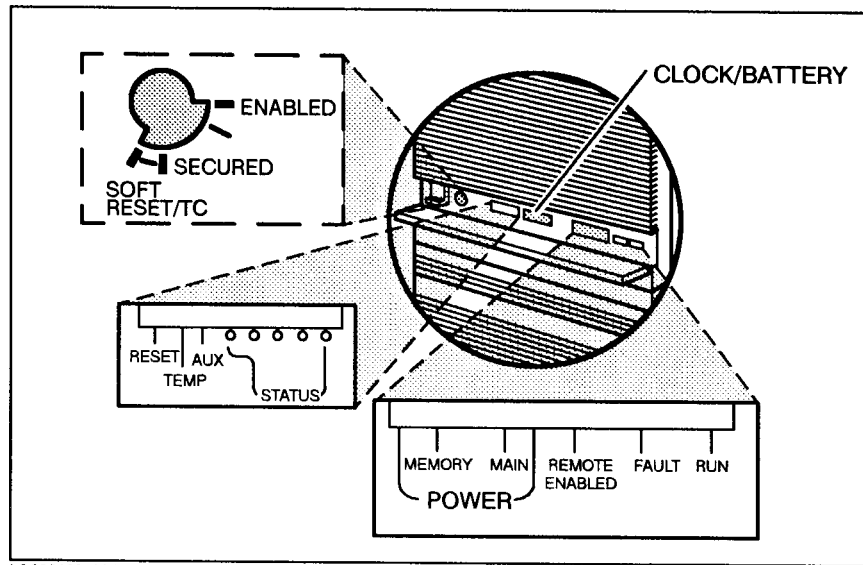 CLOCK/BATTERY
ENABLED
SECURED
SOFT
RESET/TC
RESET
TEMP
AUX
STATUS
MEMORY
MAIN
REMOTE
ENABLED
FAULT
RUN
POWER